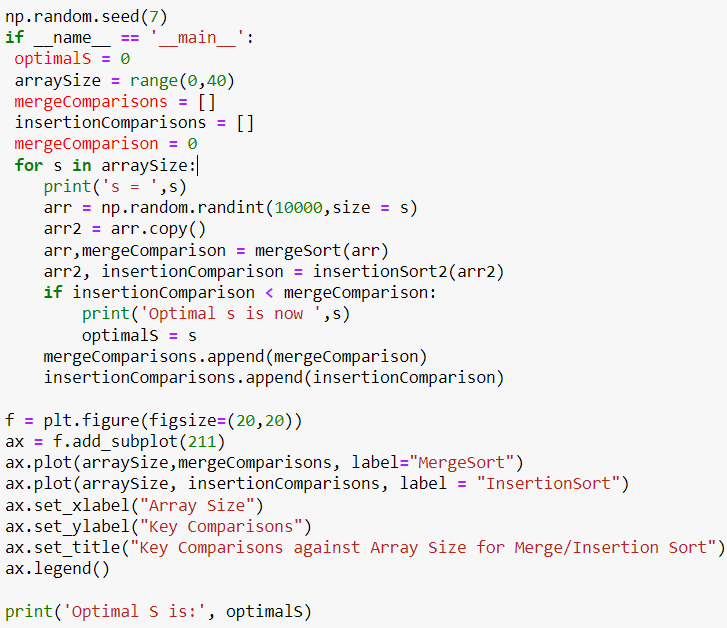 np.random.seed(7)
if __name__ == '__main__':
 optimalS = 0
 arraySize = range(0,40)
 mergeComparisons = []
 insertionComparisons = []
 mergeComparison = 0
 for s in arraySize:
    print('s = ',s)
    arr = np.random.randint(10000,size = s)
    arr2 = arr.copy()
    arr,mergeComparison = mergeSort(arr)
    arr2, insertionComparison = insertionSort2(arr2)
    if insertionComparison < mergeComparison:
        print('Optimal s is now ',s)
        optimalS = s
    mergeComparisons.append(mergeComparison)
    insertionComparisons.append(insertionComparison)

f = plt.figure(figsize=(20,20))
ax = f.add_subplot(211)
ax.plot(arraySize,mergeComparisons, label="MergeSort")
ax.plot(arraySize, insertionComparisons, label = "InsertionSort")
ax.set_xlabel("Array Size")
ax.set_ylabel("Key Comparisons")
ax.set_title("Key Comparisons against Array Size for Merge/Insertion Sort")
ax.legend()

print('Optimal S is:', optimalS)